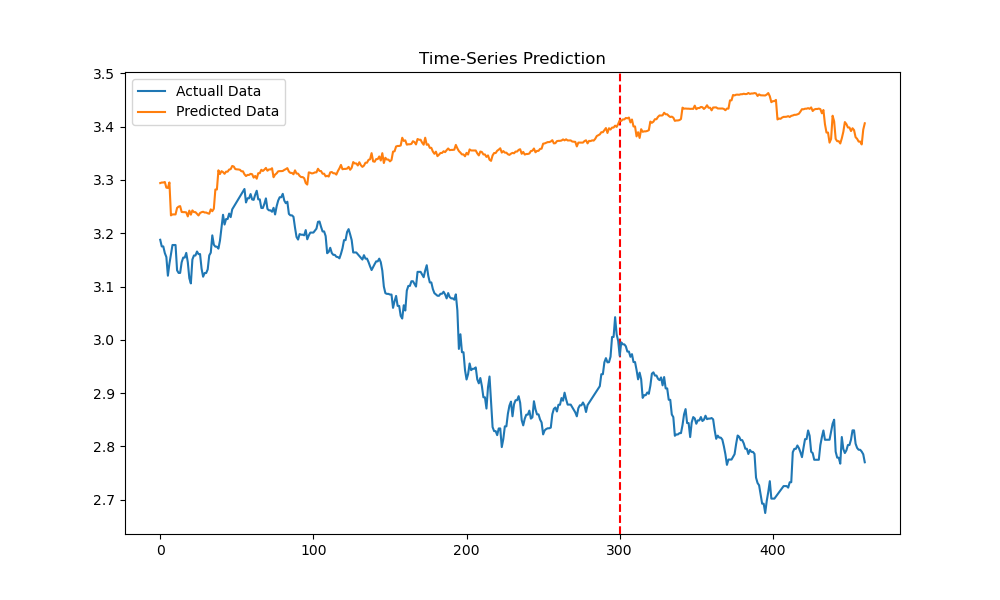 Time-Series Prediction
Actuall Data
Predicted Data
3.5
3.4
3.3
3.2
3.1
3.0
2.9
2.8
2.7
0 100 200 300 400